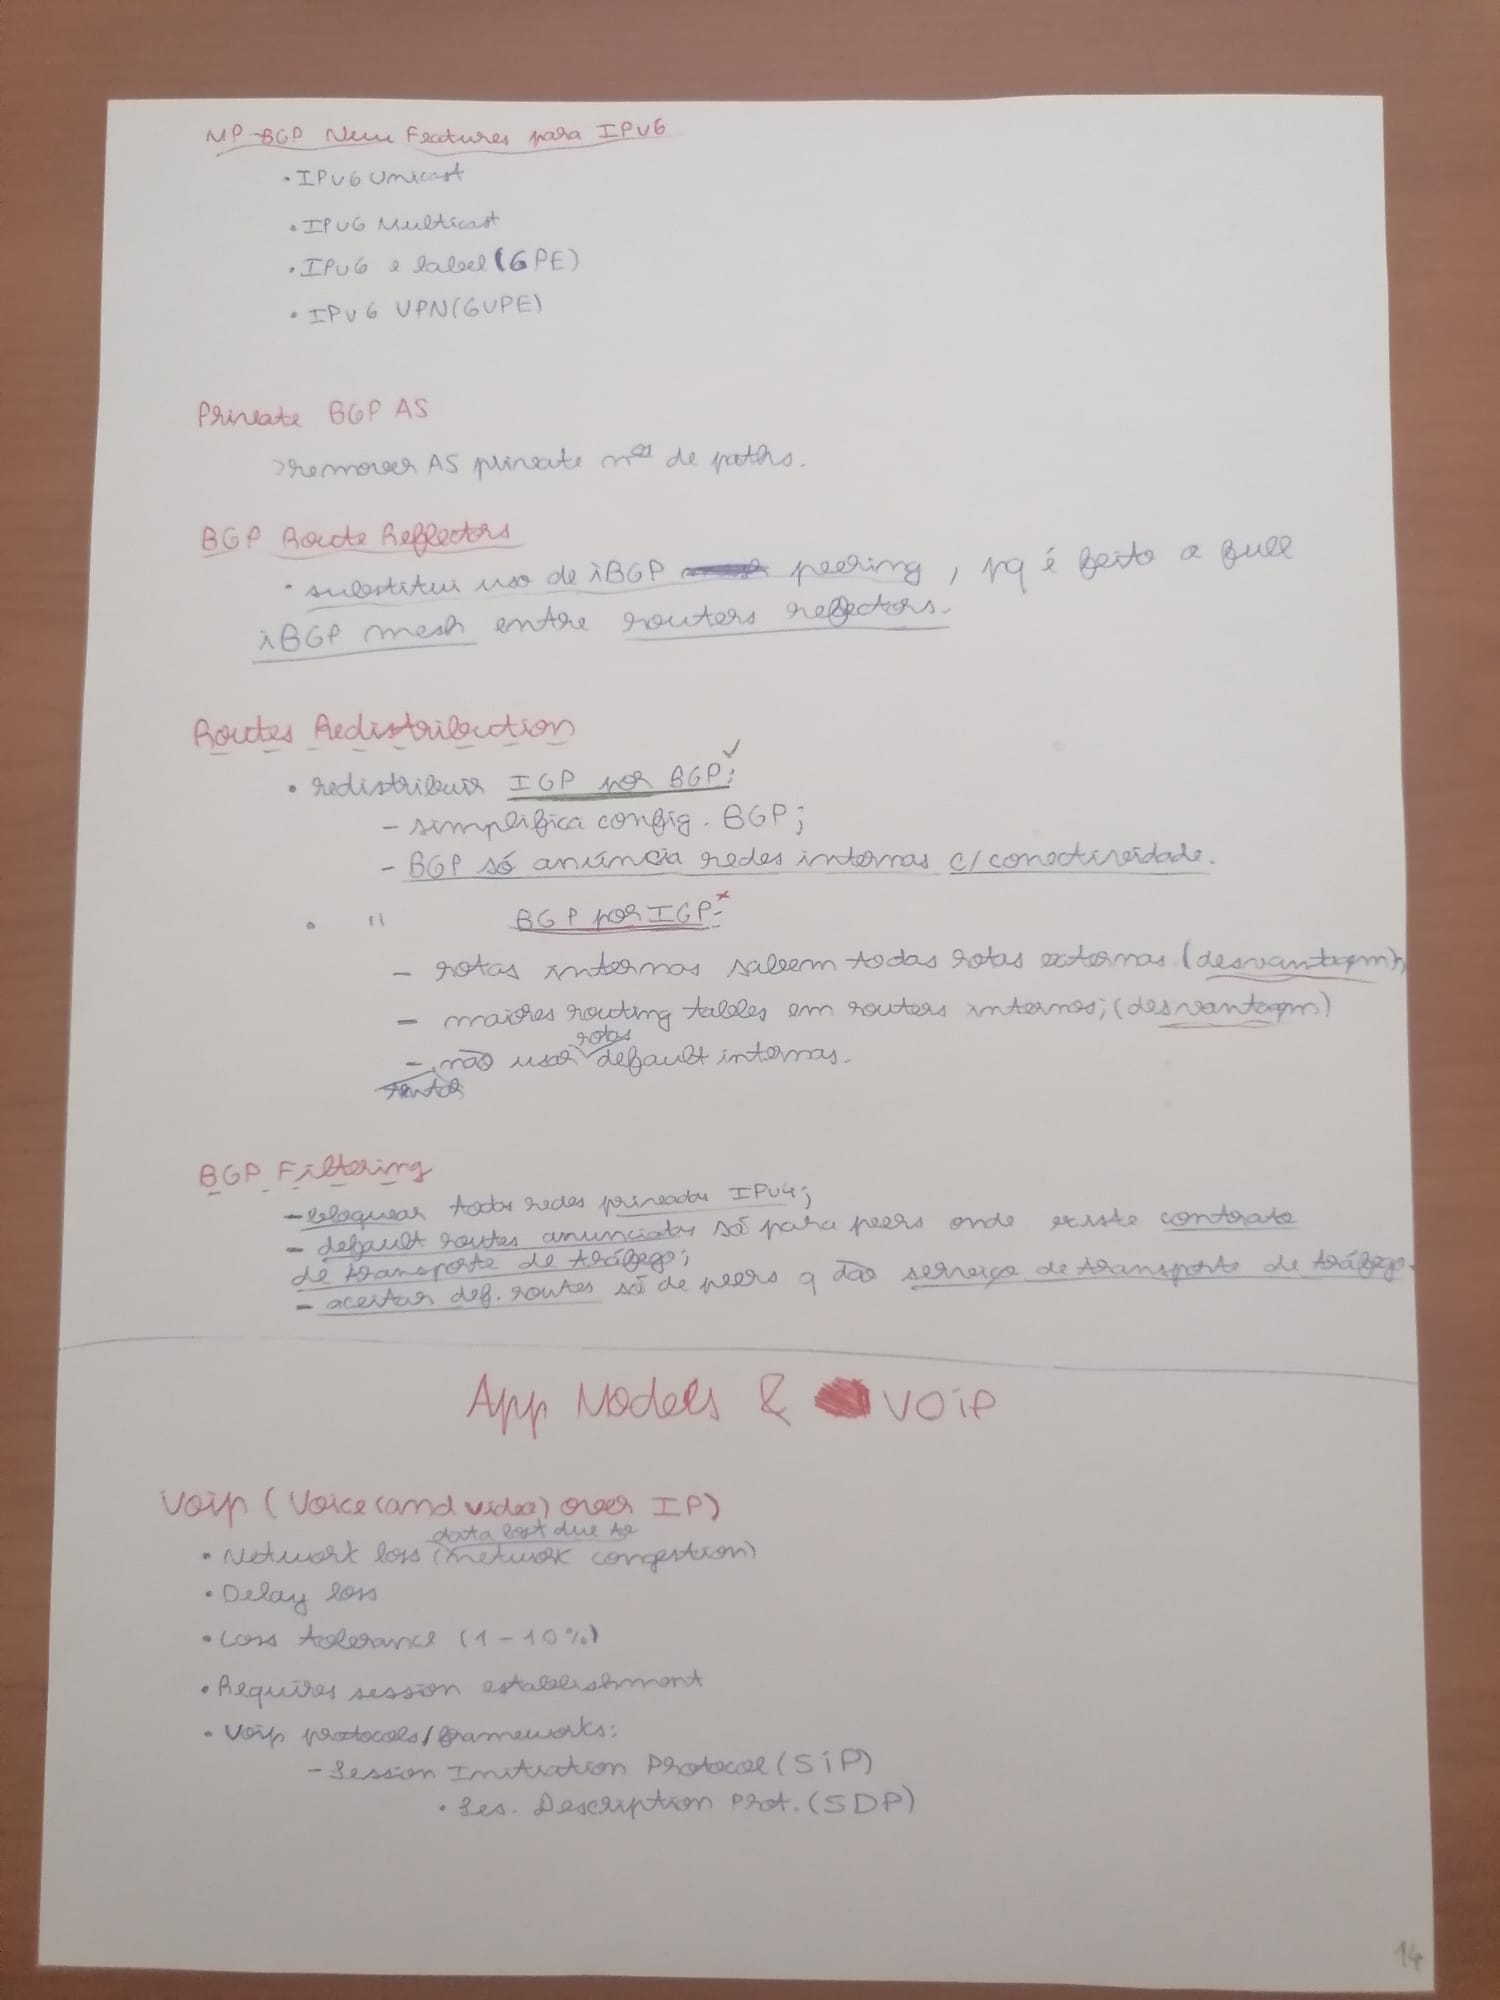 MP-BGP New Features para IPv6
• IPv6 Unicast
• IPv6 Multicast
• IPv6 e label (6PE)
• IPv6 VPN (6VPE)
Private BGP AS
> remover AS private nos de paths.
BGP Route Reflectors
• substitui uso de iBGP peering, pq é feito a full
iBGP mesh entre routers reflectors.
Routes Redistribution
• redistribuir IGP por BGP: ✓
- simplifica config. BGP;
- BGP só anúncia redes internas c/ conectividade.
• " BGP por IGP: ×
- rotas internas sabem todas rotas externas (desvantagem);
- maiores routing tables em routers internos; (desvantagem)
- não usar rotas default internas.
BGP Filtering
- bloquear todas redes privadas IPv4;
- default routes anunciadas só para peers onde existe contrato
de transporte de tráfego;
- aceitar def. routes só de peers q dão serviço de transporte de tráfego.
App Models & VOiP
Voip (Voice (and video) over IP)
• Network loss (data lost due to network congestion)
• Delay loss
• Loss tolerance (1-10%)
• Requires session establishment
• Voip protocols/frameworks:
- Session Initiation Protocol (SiP)
• Ses. Description Prot. (SDP)
14